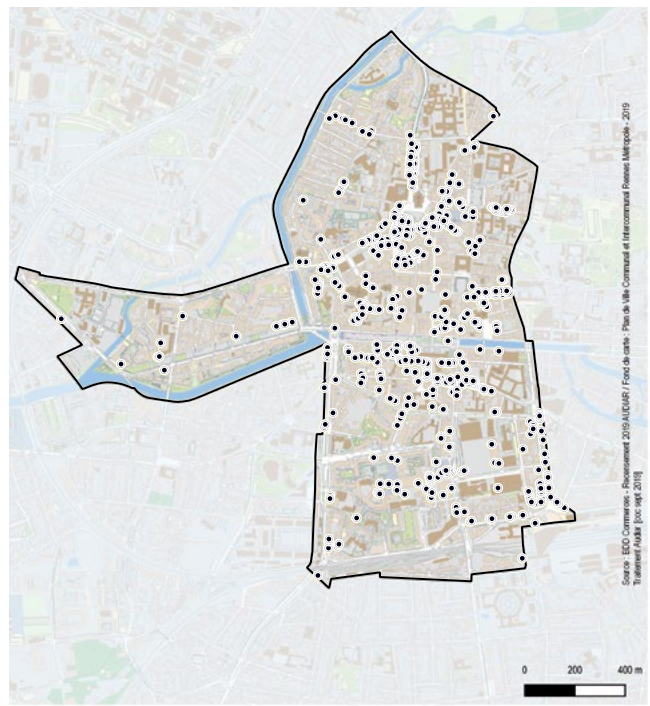 Source : EDD Commerces - Recensement 2019 AUDIAR / Fond de carte : Plan de Ville Communal et Intercommunal Rennes Métropole - 2019
Traitement Audiar [occ sept 2019]
0 200 400 m